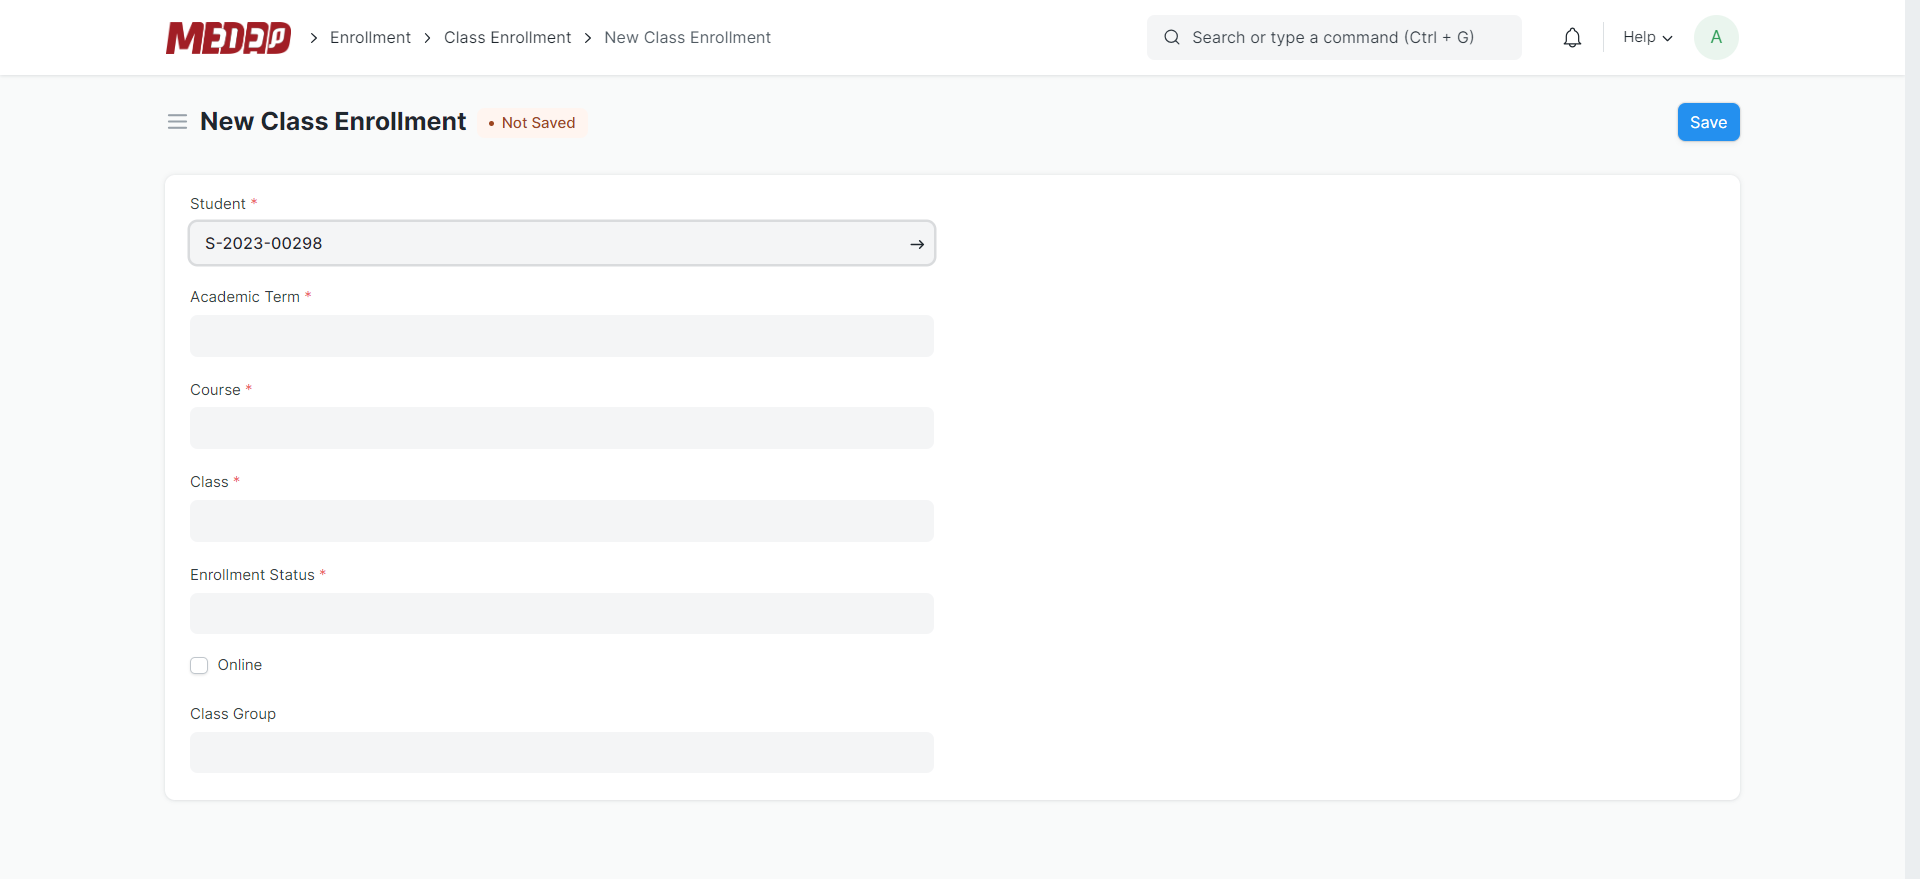 MEDAD
Enrollment
Class Enrollment
New Class Enrollment
Search or type a command (Ctrl + G)
Help
A
New Class Enrollment
• Not Saved
Save
Student *
S-2023-00298
Academic Term *
Course *
Class *
Enrollment Status *
Online
Class Group